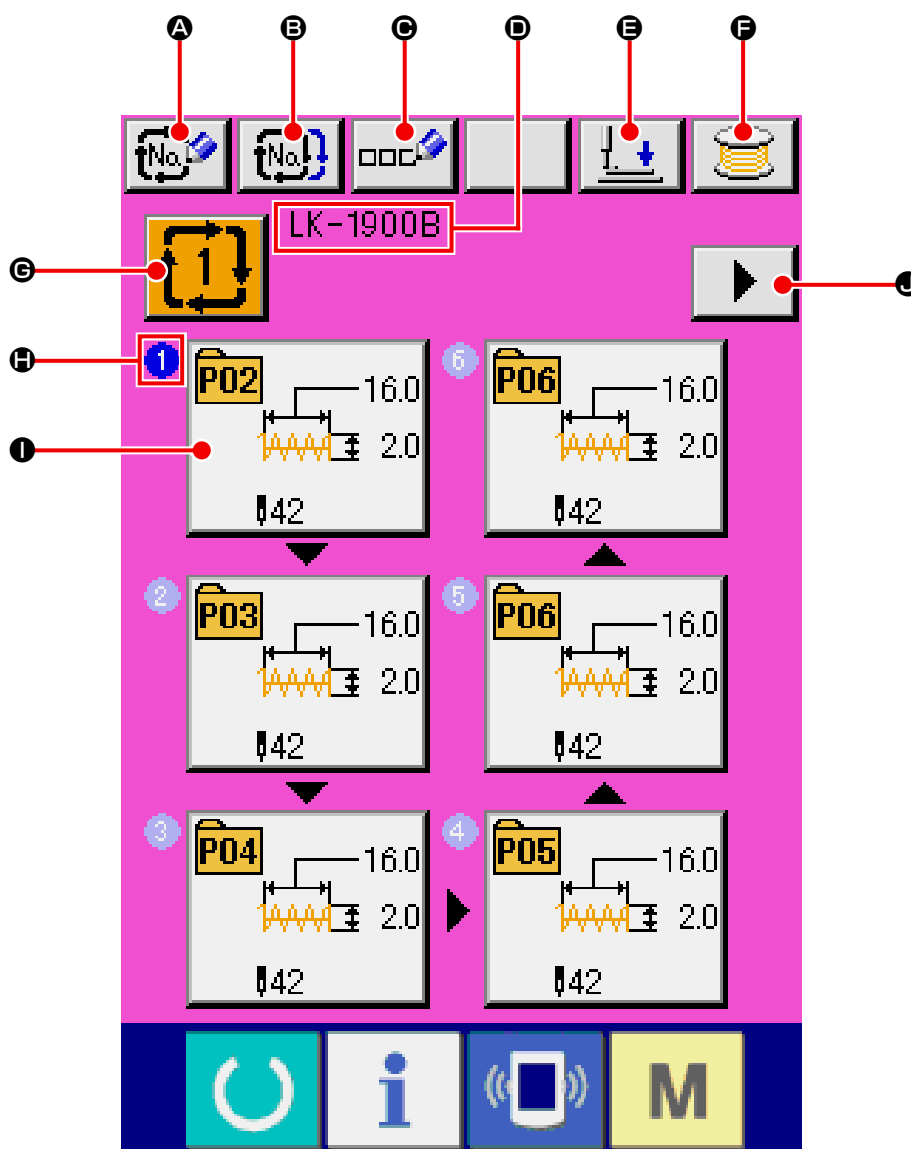 A B C D E F
No. No.
LK-1900B
G 1 J
H 1 P02 16.0 6 P06 16.0
I 2.0 2.0
42 42
2 P03 16.0 5 P06 16.0
2.0 2.0
42 42
3 P04 16.0 4 P05 16.0
2.0 2.0
42 42
i M